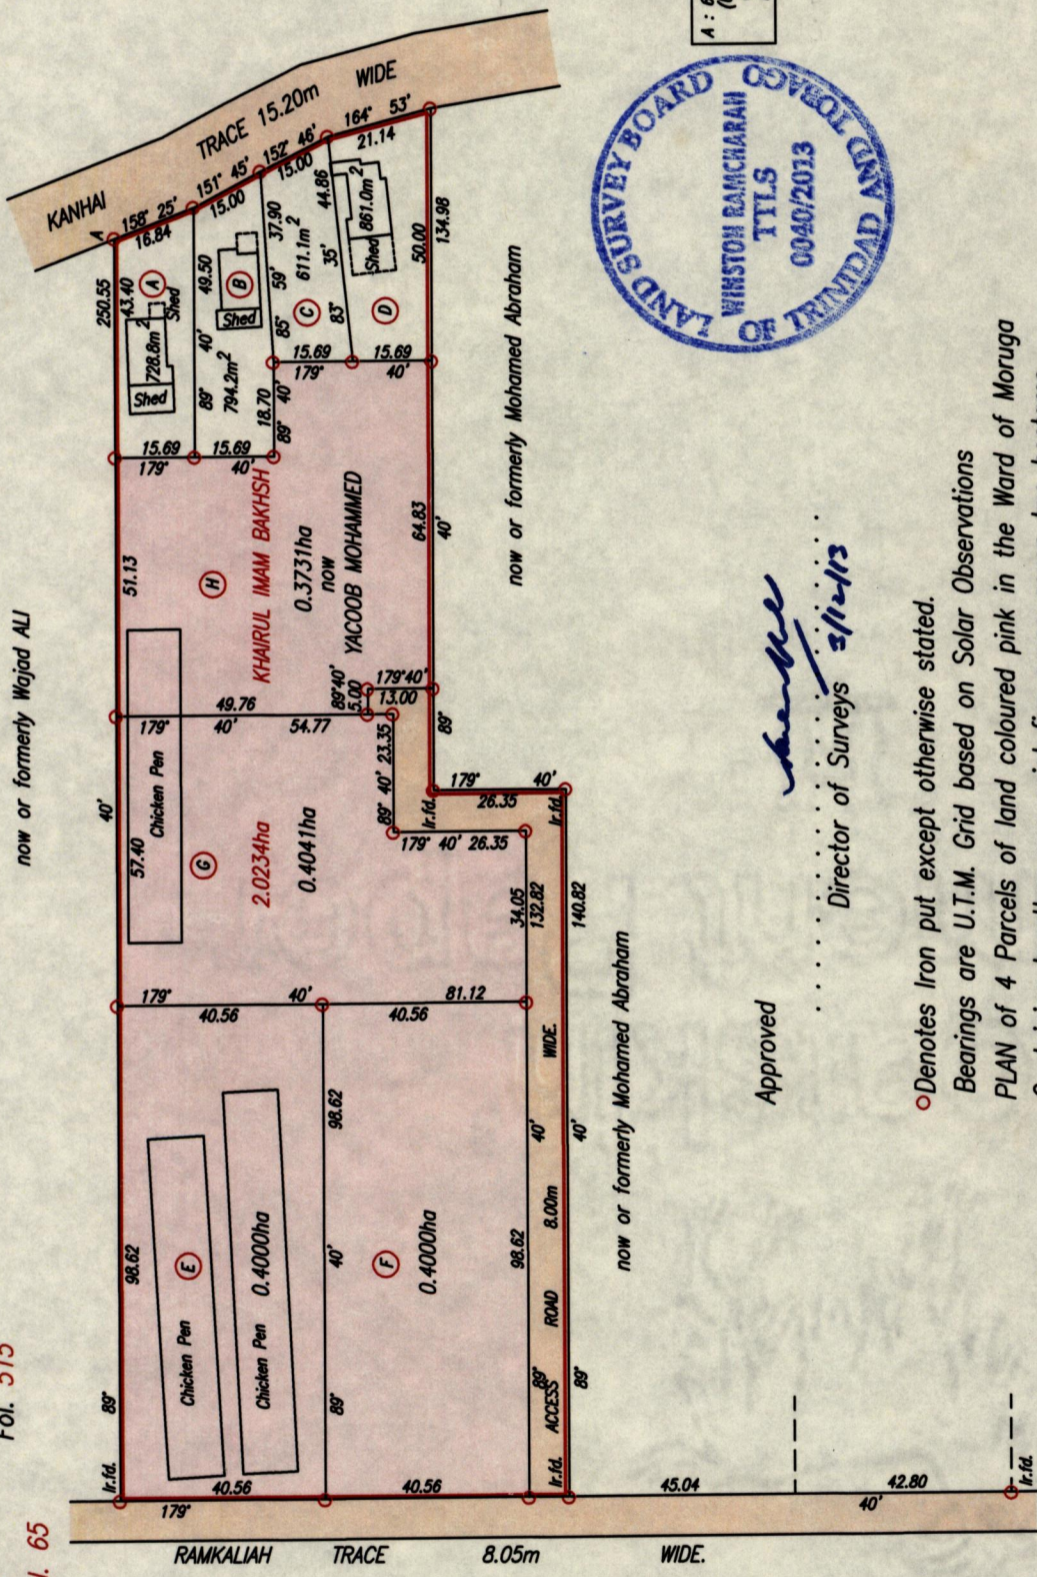 Fol. 515
65
now or formerly Wajad ALI
KANHAI
TRACE 15.20m
WIDE
A
158° 25'
16.84
151° 45'
15.00
152° 46'
15.00
164° 53'
21.14
250.55
43.40
A
Shed
728.8m²
Shed
49.50
B
Shed
89° 40'
794.2m²
37.90
611.1m²
85° 59'
C
44.86
83° 35'
861.0m²
Shed
D
50.00
134.98
15.69
179°
15.69
40'
18.70
89° 40'
15.69
179°
15.69
40'
51.13
H
KHAIRUL IMAM BAKHSH
0.3731ha
now
YACOOB MOHAMMED
64.83
40'
now or formerly Mohamed Abraham
49.76
179° 40' 54.77
89°40'
5.00
179°40'
13.00
89°
Chicken Pen
57.40
40'
G
2.0234ha
0.4041ha
23.35
89° 40'
Ir.fd.
179° 40'
26.35
Ir.fd.
179° 40' 26.35
34.05
132.82
140.82
179° 40'
40.56
81.12
40.56
98.62
Chicken Pen
E
Chicken Pen
0.4000ha
98.62
89° 40'
F
0.4000ha
98.62
89° 40'
ACCESS ROAD 8.00m WIDE.
89° 40'
now or formerly Mohamed Abraham
Ir.fd.
89°
Ir.fd.
179°
40.56
40.56
45.04
42.80
40'
Ir.fd.
RAMKALIAH TRACE 8.05m WIDE.
A :
LAND SURVEY BOARD
OF TRINIDAD AND TOBAGO
WINSTON RAMCHARAN
TTLS
0040/2013
Approved
3/12/13
Director of Surveys
Denotes Iron put except otherwise stated.
Bearings are U.T.M. Grid based on Solar Observations
PLAN of 4 Parcels of land coloured pink in the Ward of Moruga